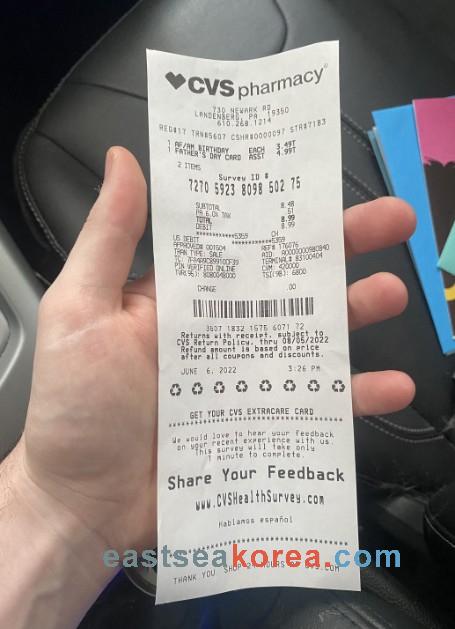 CVS pharmacy
730 NEWARK RD
LANDENBERG, PA 19350
610.268.1214
REG#17 TRN#5607 CSHR#0000097 STR#7183
1 AF/AM BIRTHDAY EACH 3.49T
1 FATHER'S DAY CARD ASST 4.99T
2 ITEMS
Survey ID #
7270 5923 8098 502 75
SUBTOTAL 8.48
PA 6.0% TAX .51
TOTAL 8.99
DEBIT 8.99
************5359 CH
US DEBIT ************5359
APPROVED# 001504 REF# 176076
TRAN TYPE: SALE AID: A0000000980840
TERMINAL# 83100404
PIN VERIFIED ONLINE CVM: 420000
TVR(95): 8080048000 TSI(9B): 6800
CHANGE .00
3607 1832 1575 6071 72
Returns with receipt, subject to
CVS Return Policy, thru 08/05/2022
Refund amount is based on price
after all coupons and discounts.
JUNE 6, 2022 3:26 PM
GET YOUR CVS EXTRACARE CARD
We would love to hear your feedback
on your recent experience with us.
This survey will take only
1 minute to complete.
Share Your Feedback
www.CVSHealthSurvey.com
Hablamos español
eastseakorea.com
THANK YOU. SHOP 24 HOURS AT CVS.COM